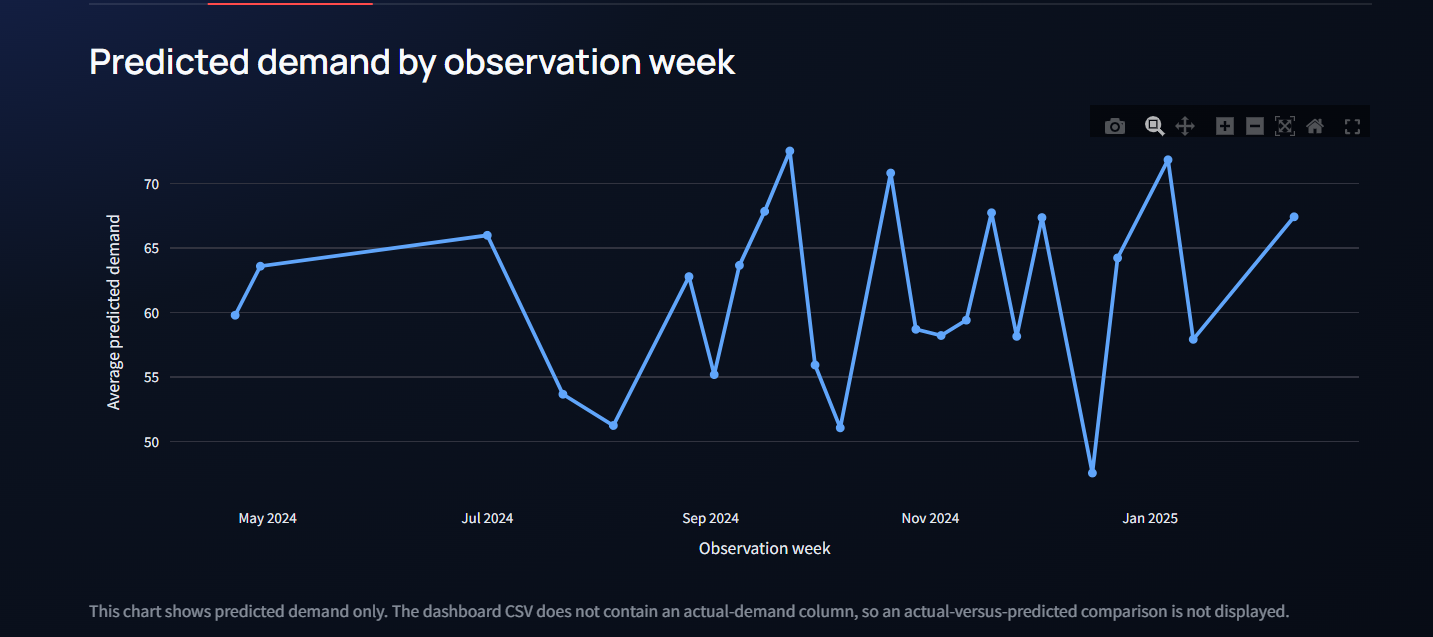 Predicted demand by observation week
70
65
60
55
50
Average predicted demand
May 2024
Jul 2024
Sep 2024
Nov 2024
Jan 2025
Observation week
This chart shows predicted demand only. The dashboard CSV does not contain an actual-demand column, so an actual-versus-predicted comparison is not displayed.